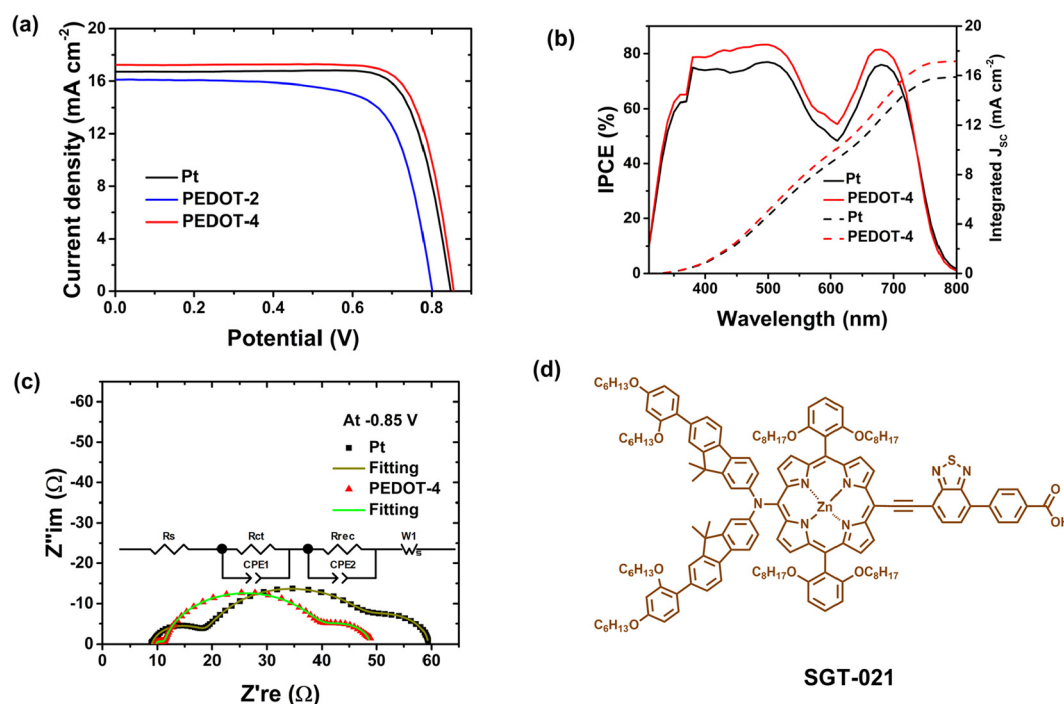 (a)
20
16
12
8
4
0
Current density (mA cm⁻²)
Pt
PEDOT-2
PEDOT-4
0.0 0.2 0.4 0.6 0.8
Potential (V)
(b)
80
60
40
20
0
IPCE (%)
20
16
12
8
4
0
Integrated J_SC (mA cm⁻²)
Pt
PEDOT-4
Pt
PEDOT-4
400 500 600 700 800
Wavelength (nm)
(c)
-60
-50
-40
-30
-20
-10
0
Z''im (Ω)
At -0.85 V
Pt
Fitting
PEDOT-4
Fitting
Rs Rct Rrec W1
s
CPE1 CPE2
0 10 20 30 40 50 60
Z're (Ω)
(d)
C₆H₁₃O
C₆H₁₃O
C₈H₁₇O OC₈H₁₇
S
N N
N N
N Zn
N N
O
OH
C₈H₁₇O OC₈H₁₇
C₆H₁₃O
C₆H₁₃O
SGT-021